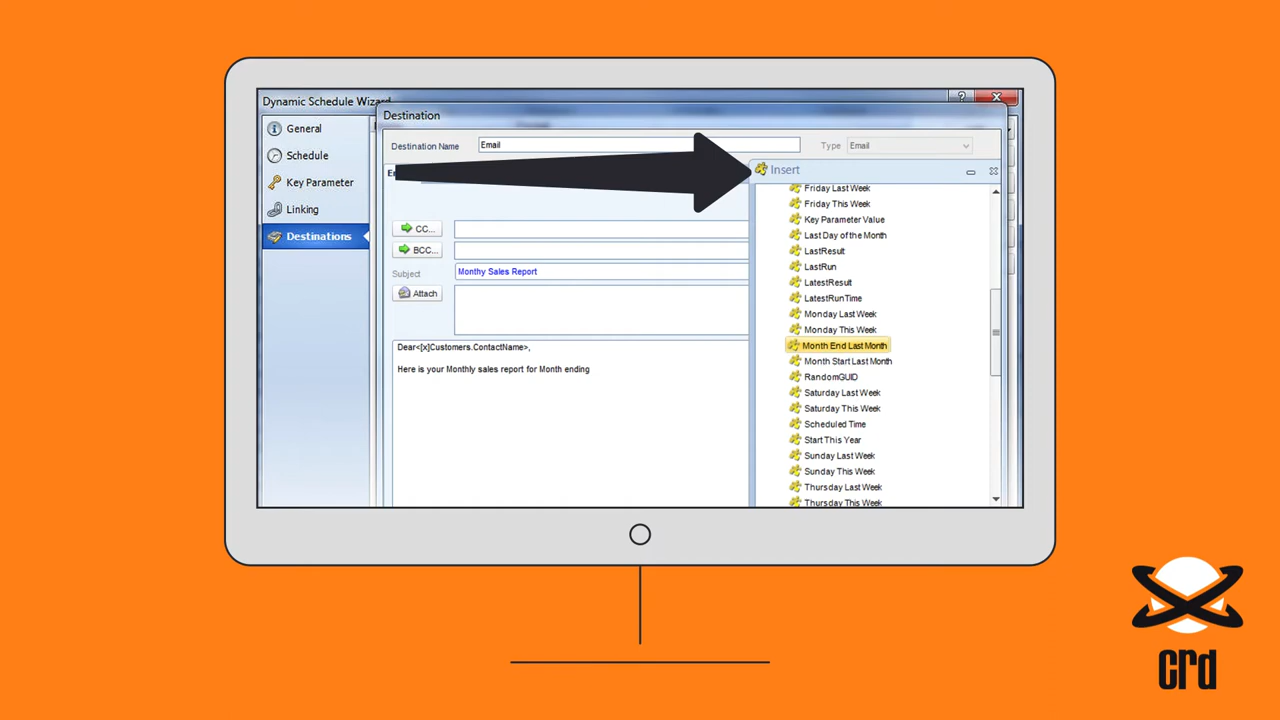 Dynamic Schedule Wizard
General
Schedule
Key Parameter
Linking
Destinations
Destination
Destination Name
Email
Type
Email
Insert
CC...
BCC...
Subject
Monthy Sales Report
Attach
Dear<[x]Customers.ContactName>,
Here is your Monthly sales report for Month ending
Friday Last Week
Friday This Week
Key Parameter Value
Last Day of the Month
LastResult
LastRun
LatestResult
LatestRunTime
Monday Last Week
Monday This Week
Month End Last Month
Month Start Last Month
RandomGUID
Saturday Last Week
Saturday This Week
Scheduled Time
Start This Year
Sunday Last Week
Sunday This Week
Thursday Last Week
Thursday This Week
crd